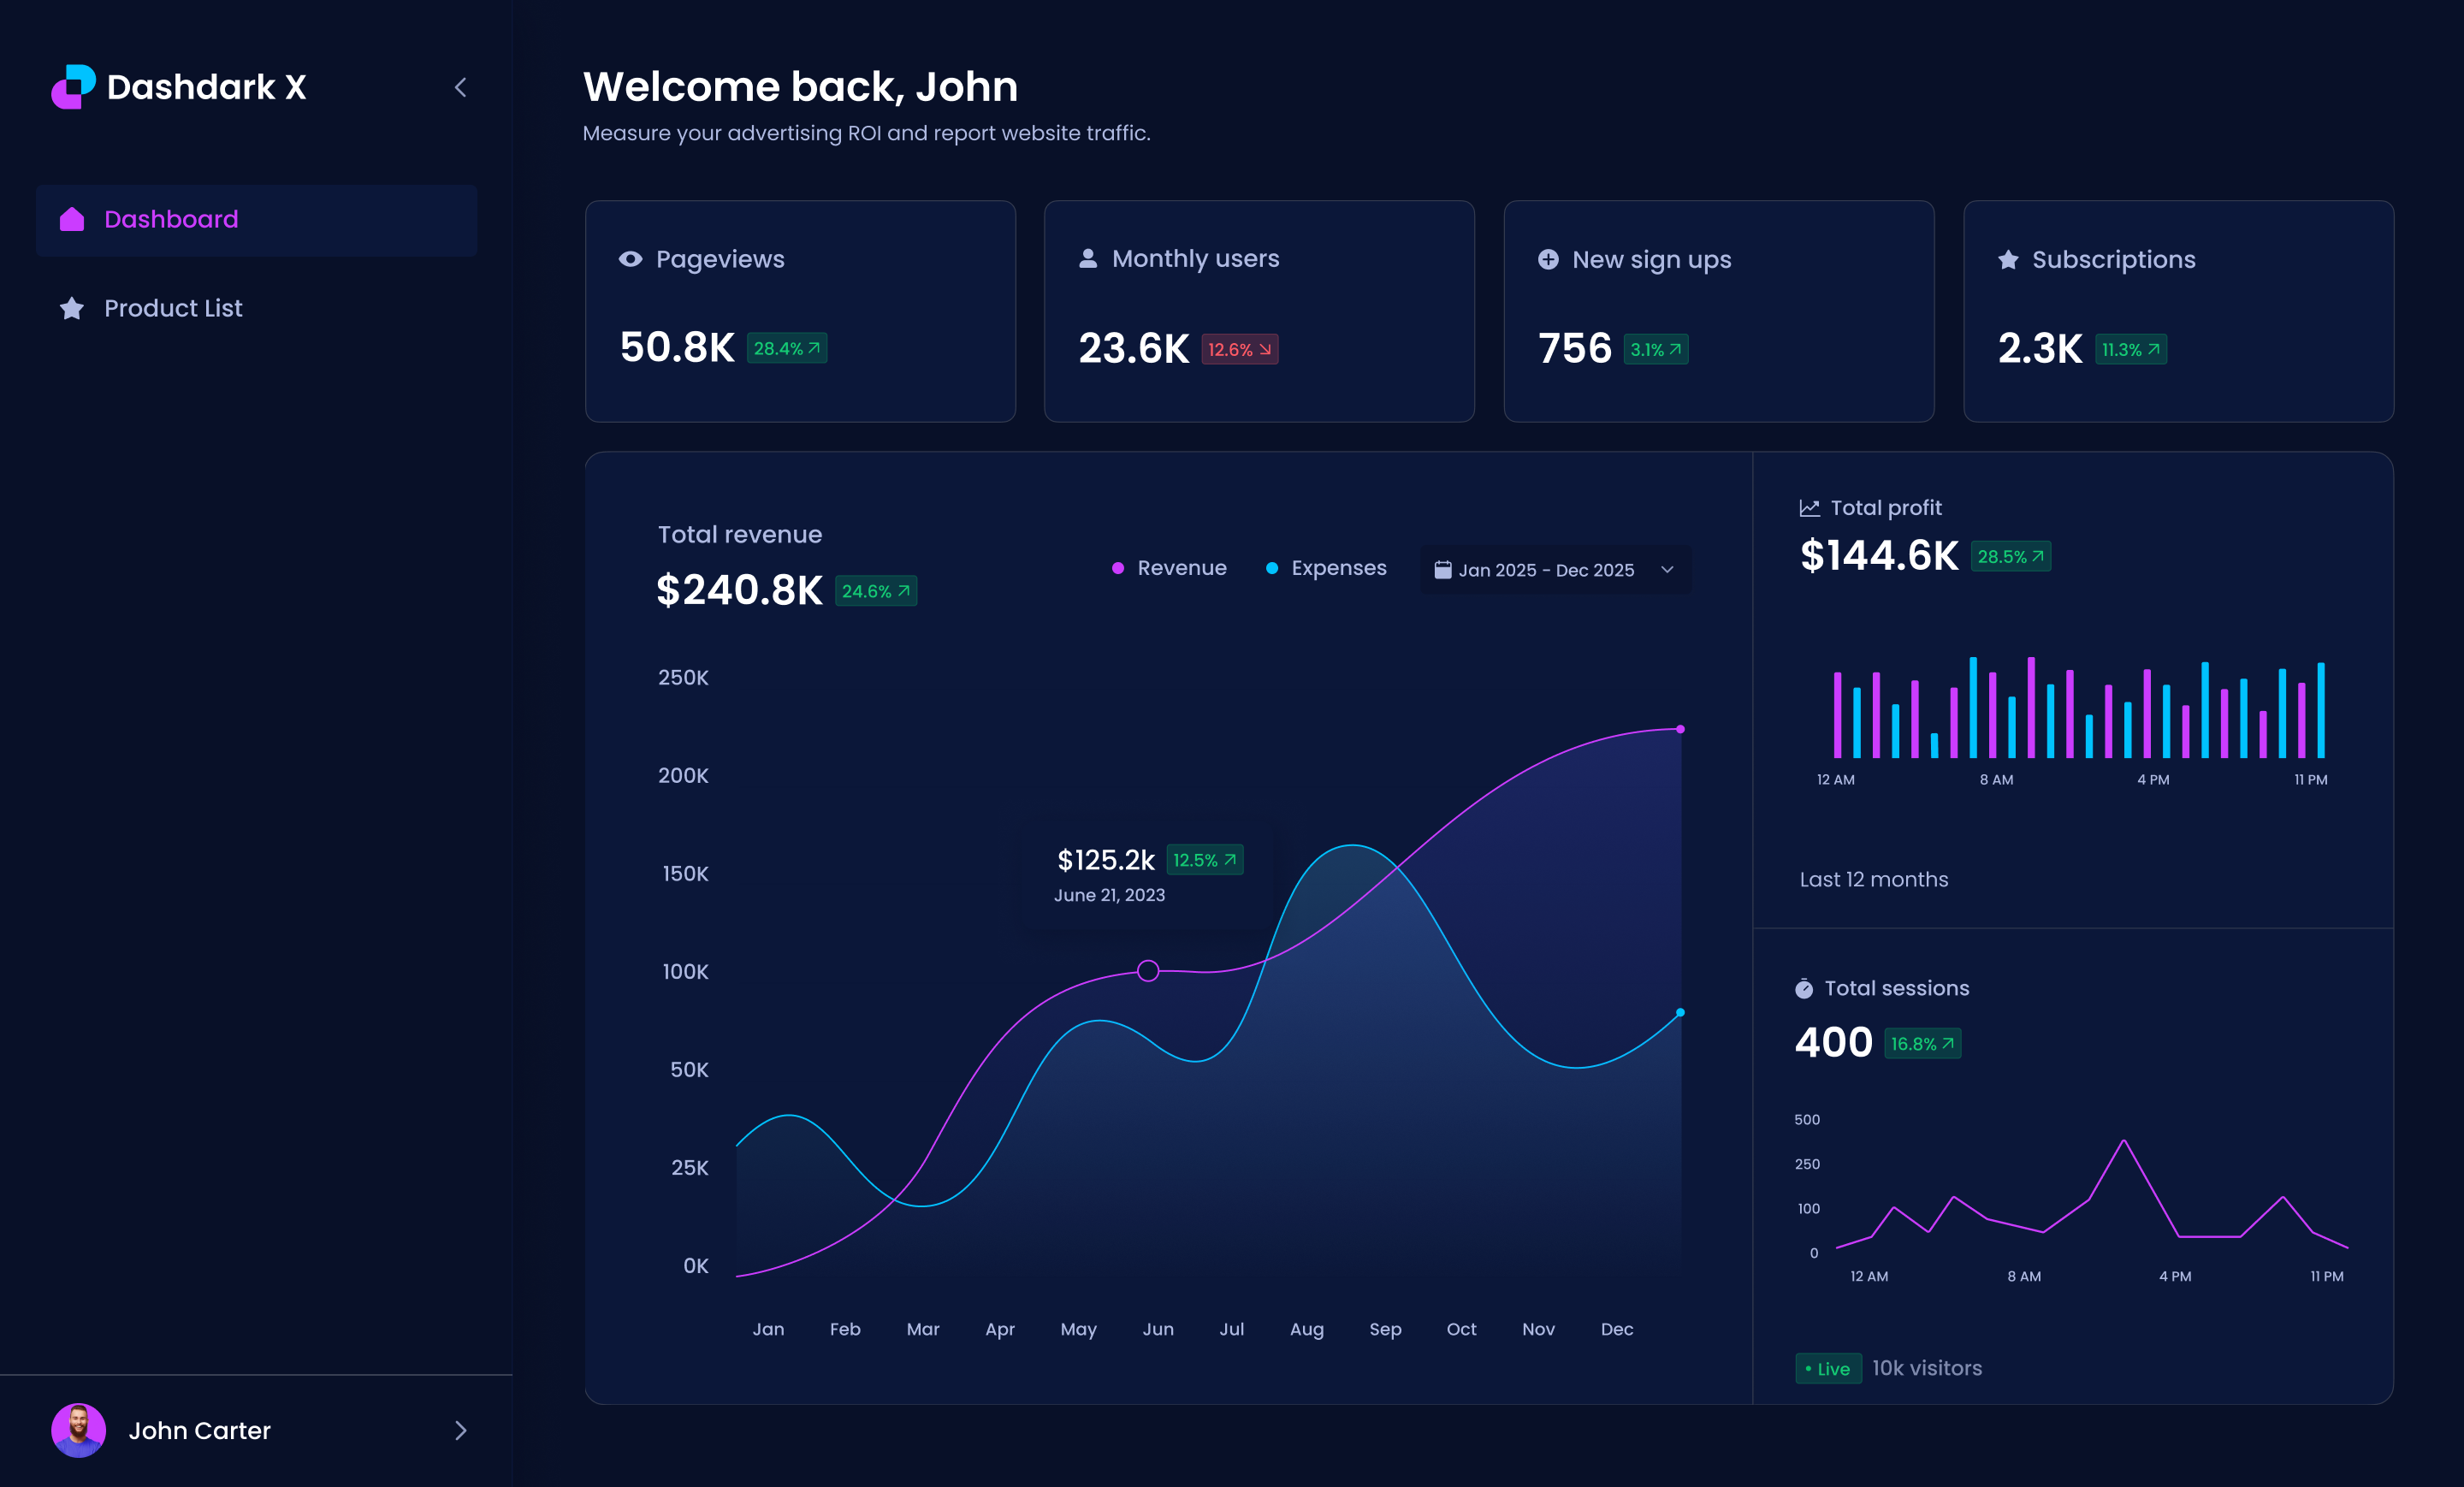 Dashdark X
Dashboard
Product List
John Carter
Welcome back, John
Measure your advertising ROI and report website traffic.
Pageviews
50.8K 28.4%
Monthly users
23.6K 12.6%
New sign ups
756 3.1%
Subscriptions
2.3K 11.3%
Total revenue
$240.8K 24.6%
Revenue Expenses Jan 2025 - Dec 2025
250K
200K
150K
100K
50K
25K
0K
$125.2k 12.5%
June 21, 2023
Jan Feb Mar Apr May Jun Jul Aug Sep Oct Nov Dec
Total profit
$144.6K 28.5%
12 AM 8 AM 4 PM 11 PM
Last 12 months
Total sessions
400 16.8%
500
250
100
0
12 AM 8 AM 4 PM 11 PM
• Live 10k visitors